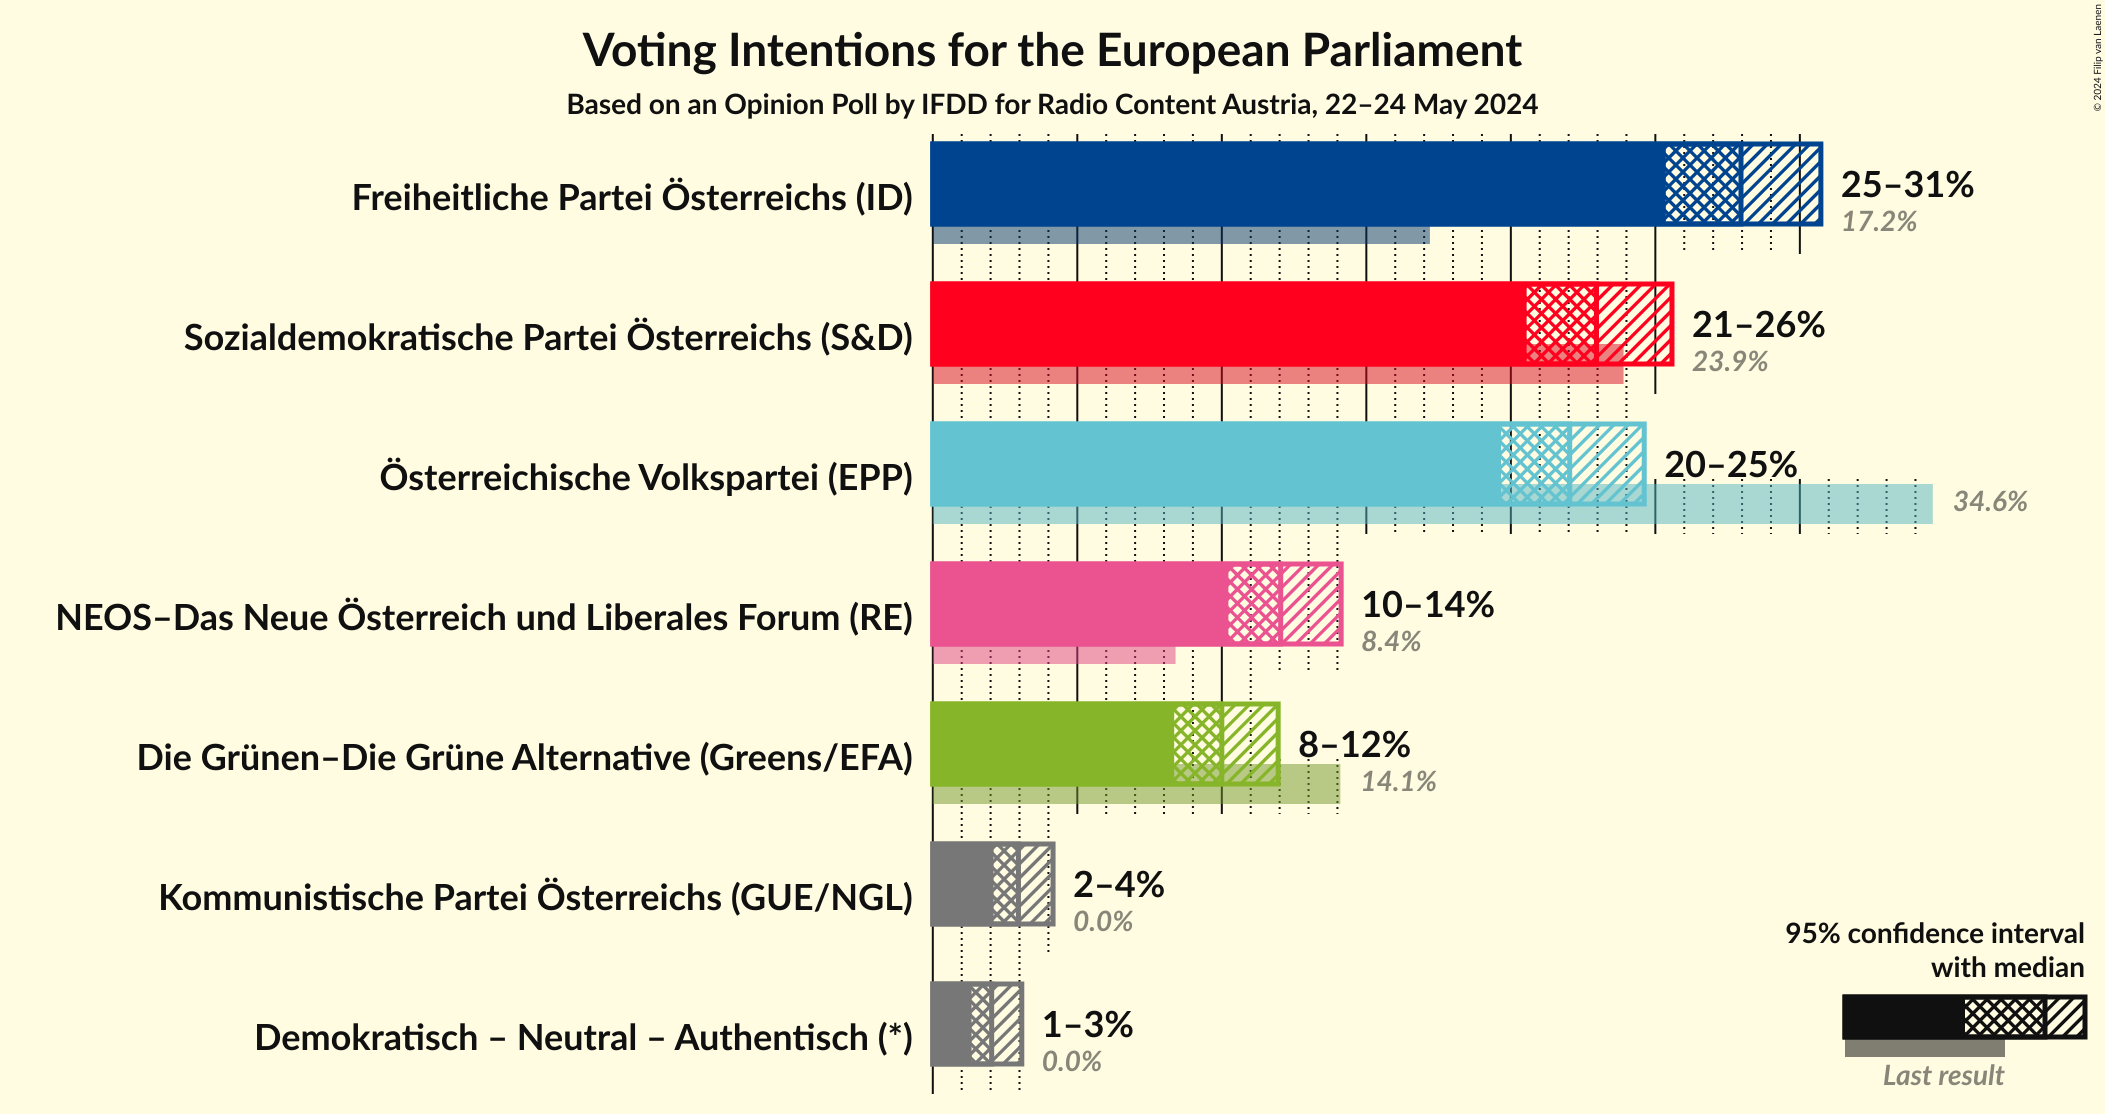 Voting Intentions for the European Parliament
Based on an Opinion Poll by IFDD for Radio Content Austria, 22–24 May 2024
© 2024 Filip van Laenen
Freiheitliche Partei Österreichs (ID)
25–31%
17.2%
Sozialdemokratische Partei Österreichs (S&D)
21–26%
23.9%
Österreichische Volkspartei (EPP)
20–25%
34.6%
NEOS–Das Neue Österreich und Liberales Forum (RE)
10–14%
8.4%
Die Grünen–Die Grüne Alternative (Greens/EFA)
8–12%
14.1%
Kommunistische Partei Österreichs (GUE/NGL)
2–4%
0.0%
Demokratisch – Neutral – Authentisch (*)
1–3%
0.0%
95% confidence interval
with median
Last result